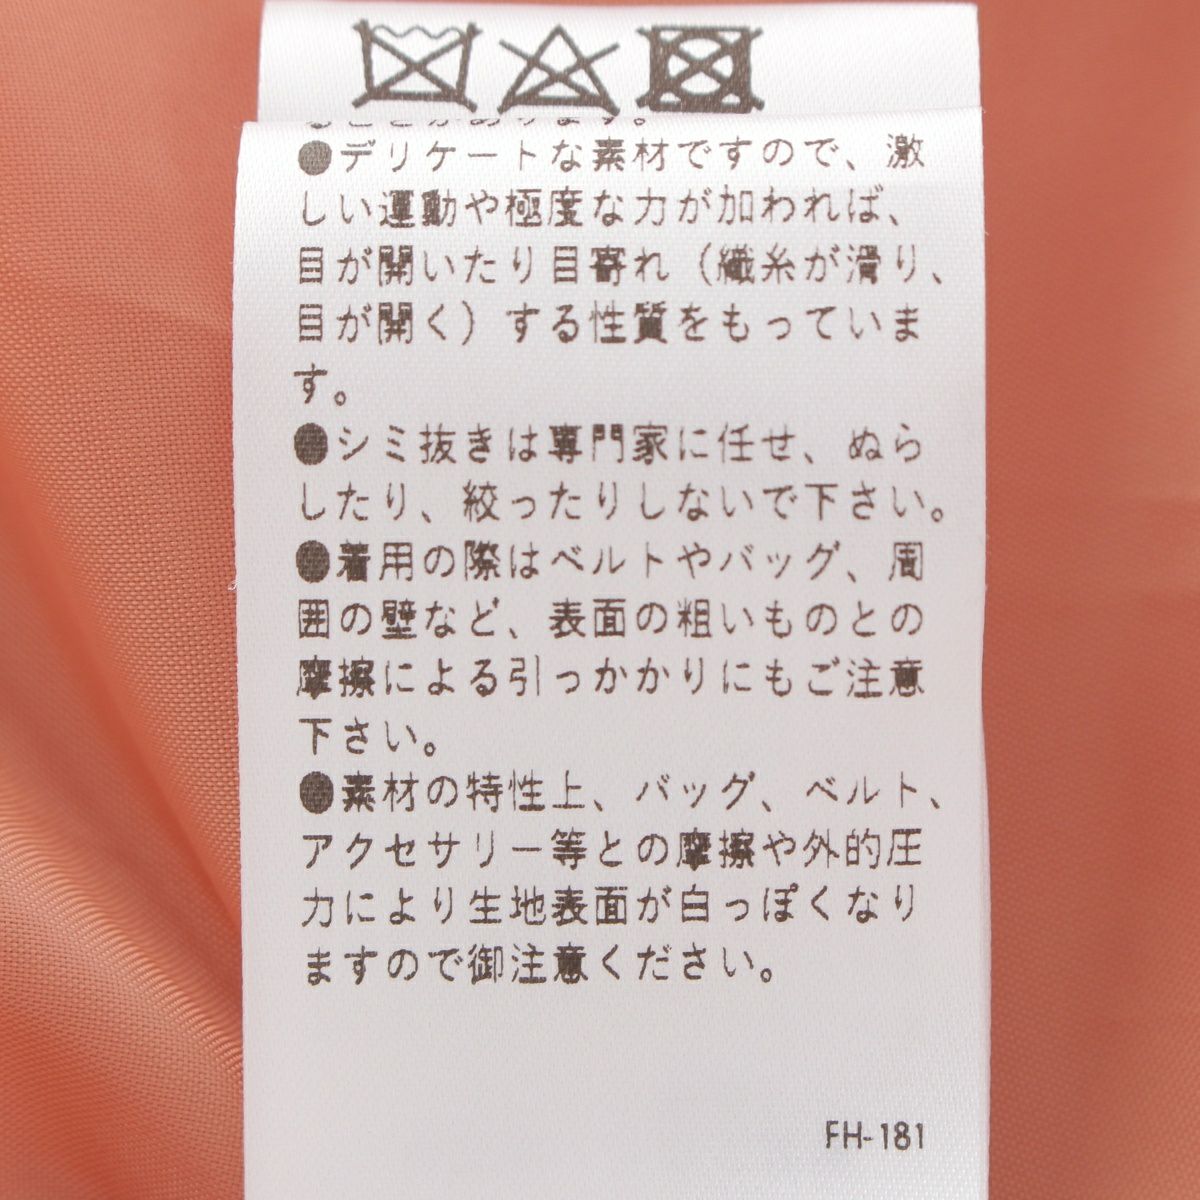 ることがあります。
●デリケートな素材ですので、激
しい運動や極度な力が加われば、
目が開いたり目寄れ（織糸が滑り、
目が開く）する性質をもっていま
す。
●シミ抜きは専門家に任せ、ぬら
したり、絞ったりしないで下さい。
●着用の際はベルトやバッグ、周
囲の壁など、表面の粗いものとの
摩擦による引っかかりにもご注意
下さい。
●素材の特性上、バッグ、ベルト、
アクセサリー等との摩擦や外的圧
力により生地表面が白っぽくなり
ますので御注意ください。
FH-181